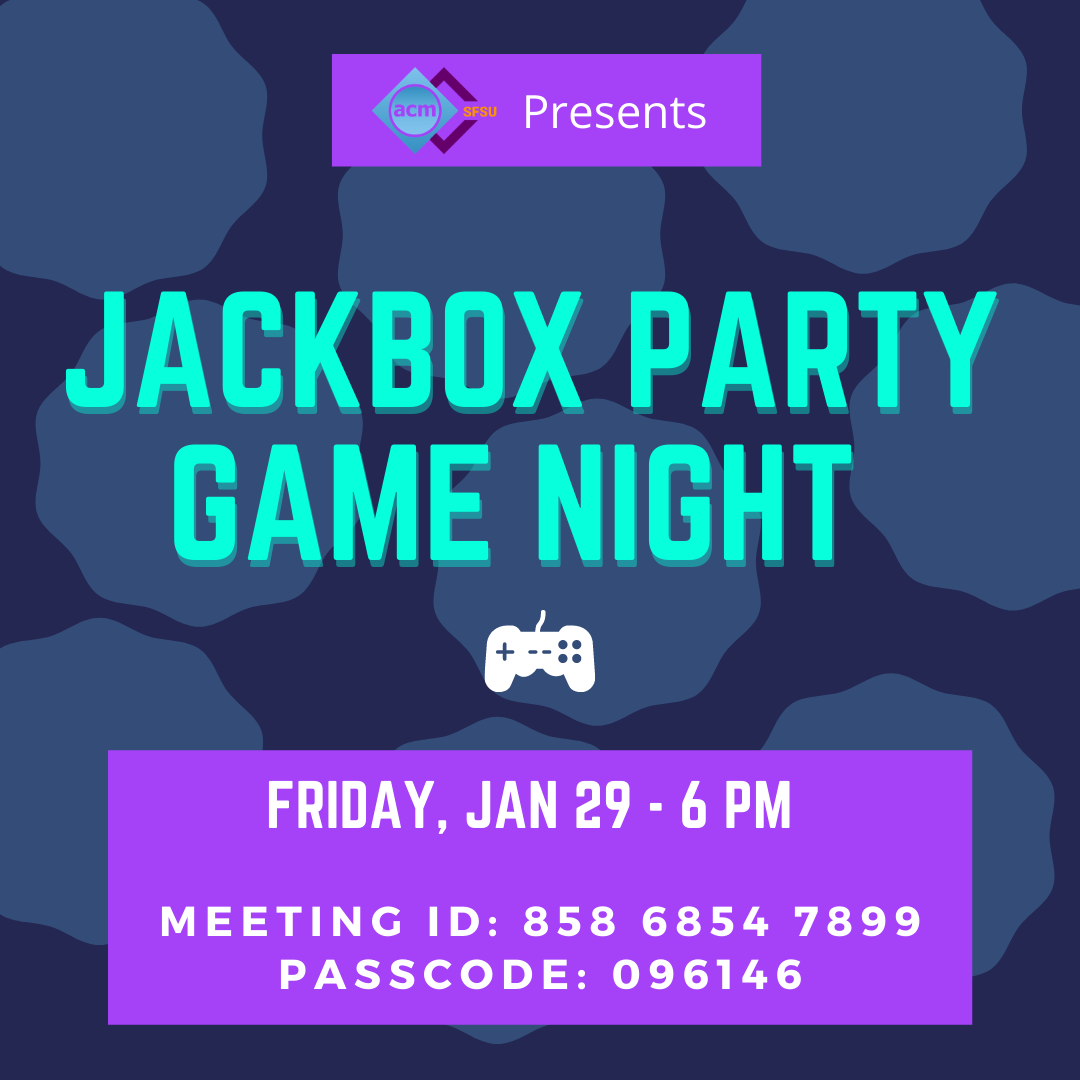 acm SFSU Presents
JACKBOX PARTY
GAME NIGHT
FRIDAY, JAN 29 - 6 PM
MEETING ID: 858 6854 7899
PASSCODE: 096146